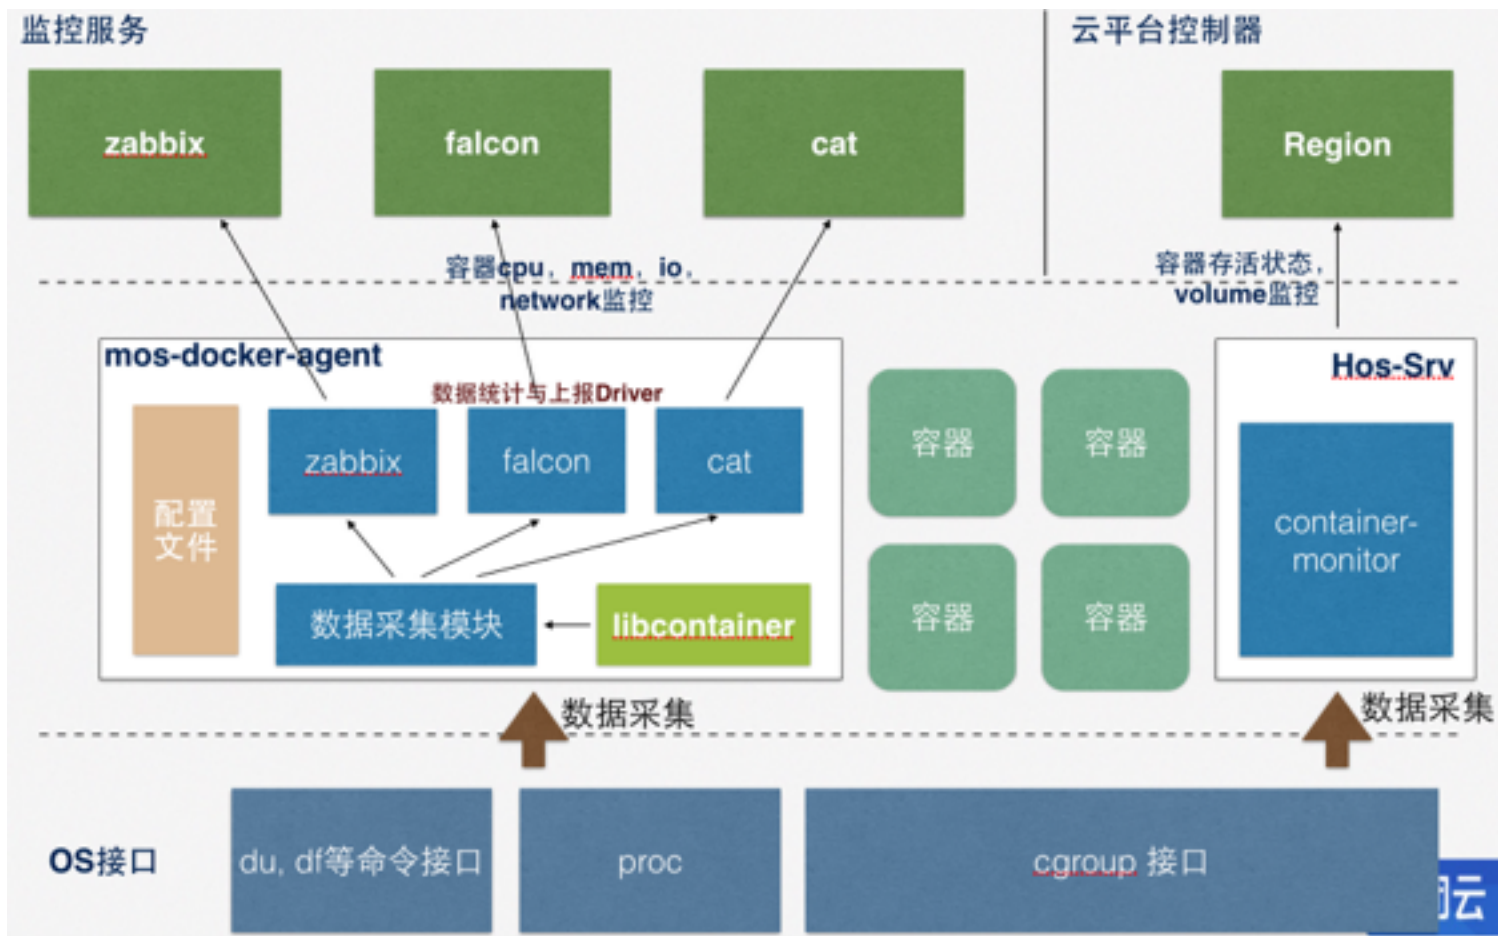 监控服务
云平台控制器
zabbix
falcon
cat
Region
容器cpu，mem，io，
network监控
容器存活状态，
volume监控
mos-docker-agent
数据统计与上报Driver
配置
文件
zabbix
falcon
cat
数据采集模块
libcontainer
容器
容器
容器
容器
Hos-Srv
container-
monitor
数据采集
数据采集
OS接口
du, df等命令接口
proc
cgroup 接口
云